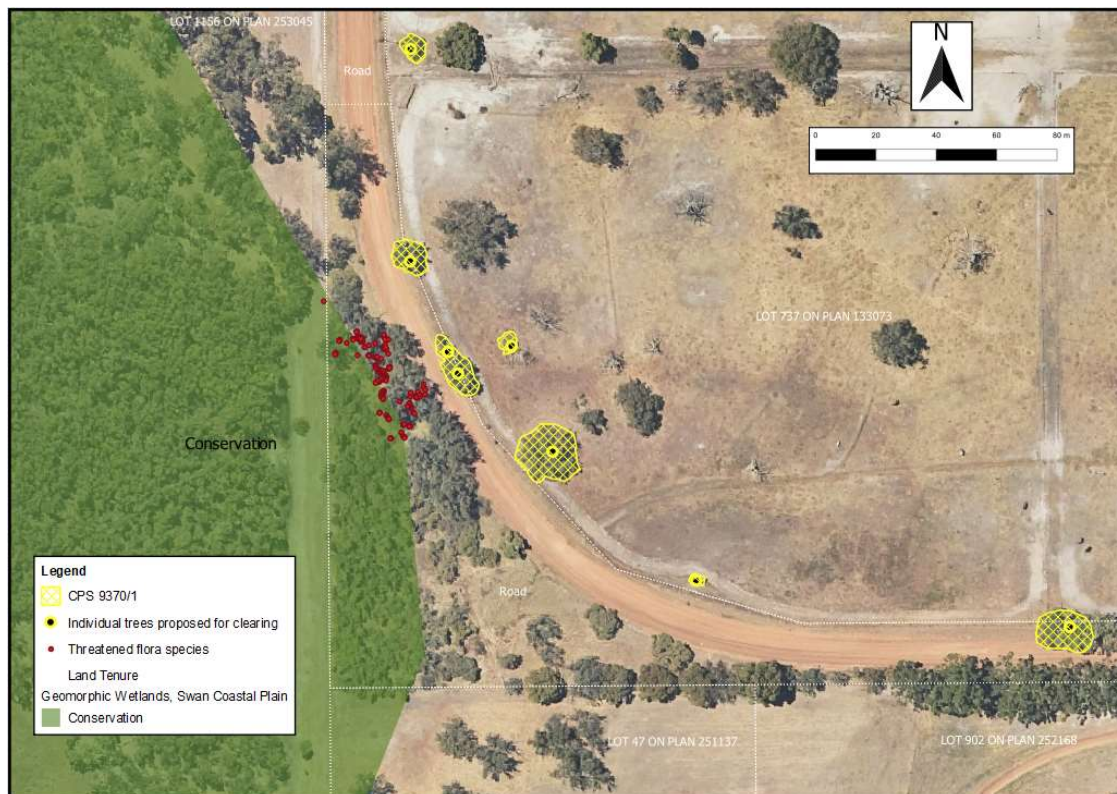 LOT 1156 ON PLAN 253045
Road
N
0 20 40 60 80 m
LOT 737 ON PLAN 133073
Conservation
Road
Legend
CPS 9370/1
Individual trees proposed for clearing
Threatened flora species
Land Tenure
Geomorphic Wetlands, Swan Coastal Plain
Conservation
LOT 47 ON PLAN 251137
LOT 902 ON PLAN 252168